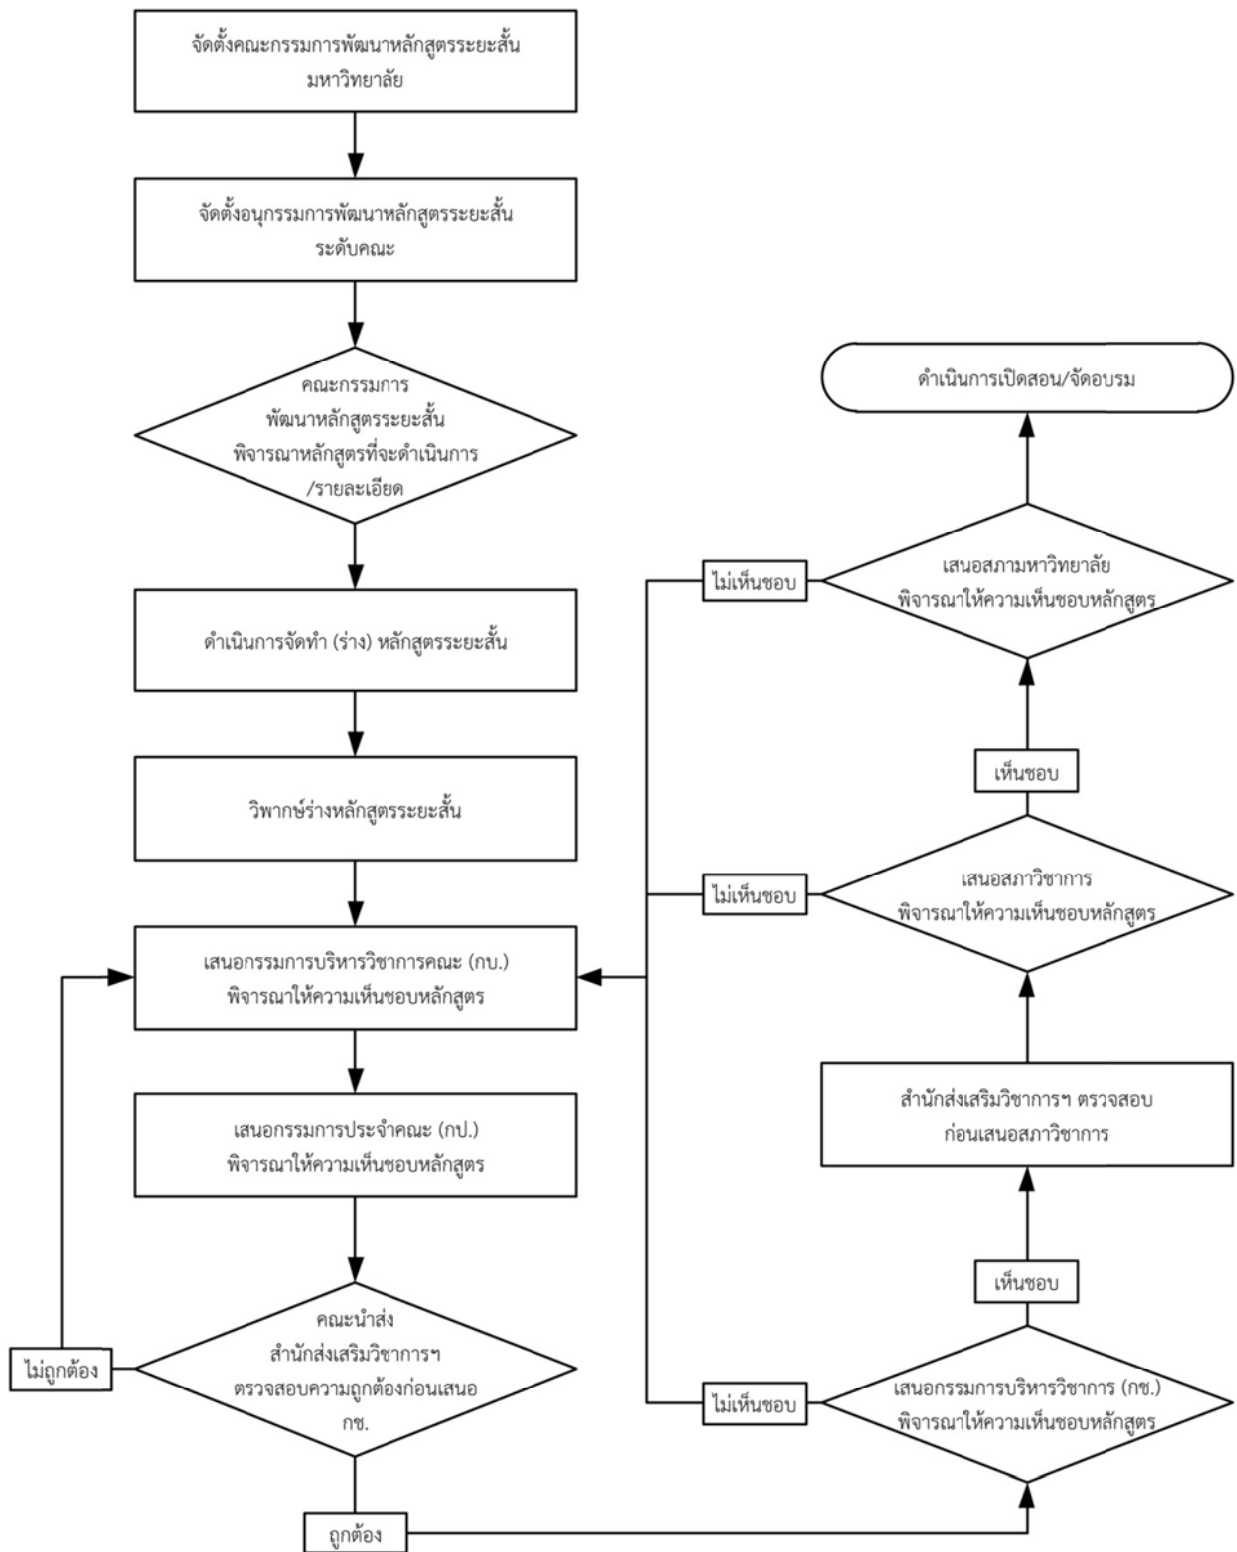 จัดตั้งคณะกรรมการพัฒนาหลักสูตรระยะสั้น
มหาวิทยาลัย
จัดตั้งอนุกรรมการพัฒนาหลักสูตรระยะสั้น
ระดับคณะ
คณะกรรมการ
พัฒนาหลักสูตรระยะสั้น
พิจารณาหลักสูตรที่จะดำเนินการ
/รายละเอียด
ดำเนินการจัดทำ (ร่าง) หลักสูตรระยะสั้น
วิพากษ์ร่างหลักสูตรระยะสั้น
เสนอกรรมการบริหารวิชาการคณะ (กบ.)
พิจารณาให้ความเห็นชอบหลักสูตร
เสนอกรรมการประจำคณะ (กป.)
พิจารณาให้ความเห็นชอบหลักสูตร
คณะนำส่ง
สำนักส่งเสริมวิชาการฯ
ตรวจสอบความถูกต้องก่อนเสนอ
กช.
ไม่ถูกต้อง
ถูกต้อง
เสนอกรรมการบริหารวิชาการ (กช.)
พิจารณาให้ความเห็นชอบหลักสูตร
ไม่เห็นชอบ
เห็นชอบ
สำนักส่งเสริมวิชาการฯ ตรวจสอบ
ก่อนเสนอสภาวิชาการ
เสนอสภาวิชาการ
พิจารณาให้ความเห็นชอบหลักสูตร
ไม่เห็นชอบ
เห็นชอบ
เสนอสภามหาวิทยาลัย
พิจารณาให้ความเห็นชอบหลักสูตร
ไม่เห็นชอบ
ดำเนินการเปิดสอน/จัดอบรม